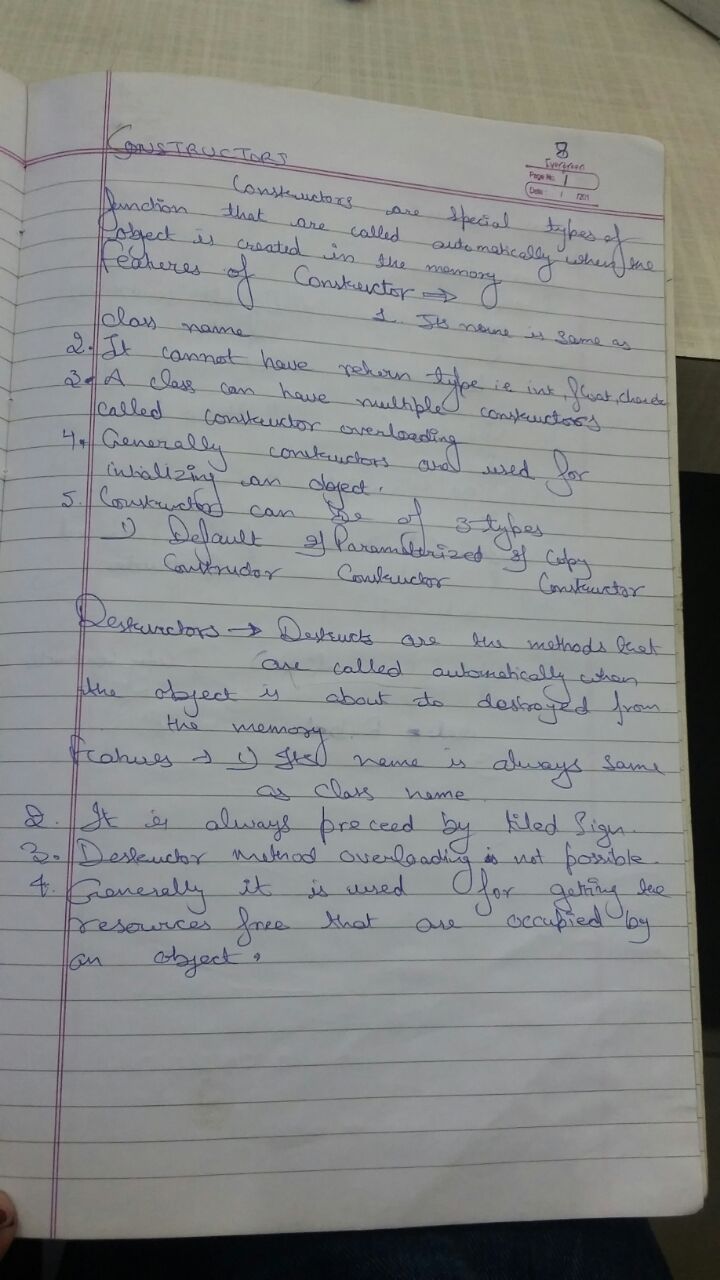 CONSTRUCTORS
8
Evergreen
Page No. 1
Date: / /201
Constructors are special types of
function that are called automatically when the
object is created in the memory
Features of Constructor ⇒
1. Its name is same as
class name
2. It cannot have return type i.e int, float, char etc
3. A class can have multiple constructors
called constructor overloading
4. Generally constructors are used for
initializing an object.
5. Constructors can be of 3 types
1) Default 2) Parameterized 3) Copy
Constructor Constructor Constructor
Destructors → Destructs are the methods that
are called automatically when
the object is about to destroyed from
the memory
Features → 1) Its name is always same
as class name
2. It is always preceed by tiled sign.
3. Destructor method overloading is not possible.
4. Generally it is used for getting the
resources free that are occupied by
an object.